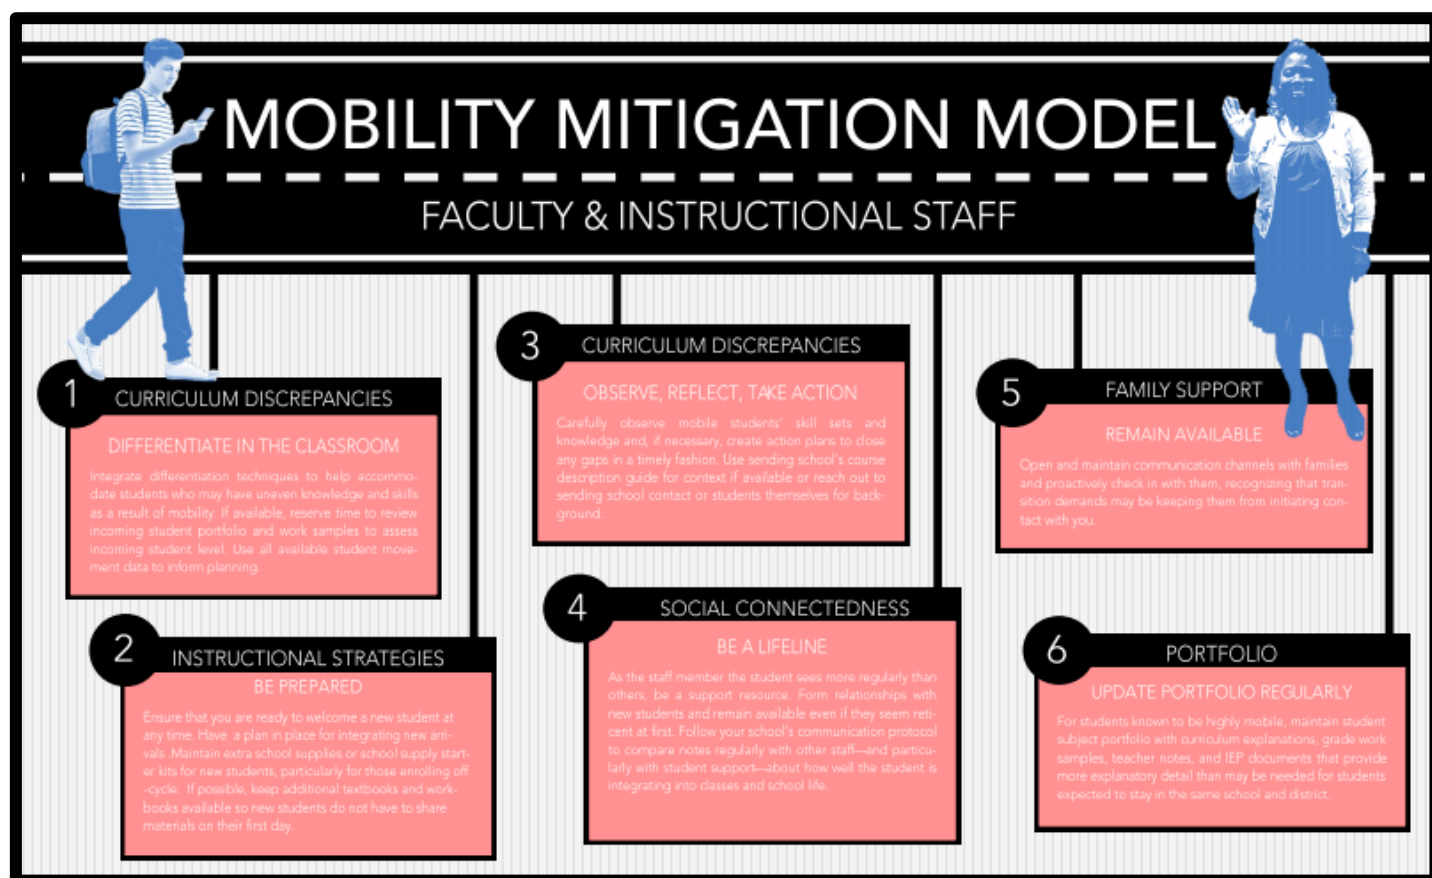 MOBILITY MITIGATION MODEL
FACULTY & INSTRUCTIONAL STAFF
1
CURRICULUM DISCREPANCIES
DIFFERENTIATE IN THE CLASSROOM
Integrate differentiation techniques to help accommo-
date students who may have uneven knowledge and skills
as a result of mobility. If available, reserve time to review
incoming student portfolio and work samples to assess
incoming student level. Use all available student move-
ment data to inform planning.
2
INSTRUCTIONAL STRATEGIES
BE PREPARED
Ensure that you are ready to welcome a new student at
any time. Have a plan in place for integrating new arri-
vals. Maintain extra school supplies or school supply start-
er kits for new students, particularly for those enrolling off
-cycle. If possible, keep additional textbooks and work-
books available so new students do not have to share
materials on their first day.
3
CURRICULUM DISCREPANCIES
OBSERVE, REFLECT, TAKE ACTION
Carefully observe mobile students' skill sets and
knowledge and, if necessary, create action plans to close
any gaps in a timely fashion. Use sending school's course
description guide for context if available or reach out to
sending school contact or students themselves for back-
ground.
4
SOCIAL CONNECTEDNESS
BE A LIFELINE
As the staff member the student sees more regularly than
others, be a support resource. Form relationships with
new students and remain available even if they seem reti-
cent at first. Follow your school's communication protocol
to compare notes regularly with other staff—and particu-
larly with student support—about how well the student is
integrating into classes and school life.
5
FAMILY SUPPORT
REMAIN AVAILABLE
Open and maintain communication channels with families
and proactively check in with them, recognizing that tran-
sition demands may be keeping them from initiating con-
tact with you.
6
PORTFOLIO
UPDATE PORTFOLIO REGULARLY
For students known to be highly mobile, maintain student
subject portfolio with curriculum explanations, grade work
samples, teacher notes, and IEP documents that provide
more explanatory detail than may be needed for students
expected to stay in the same school and district.